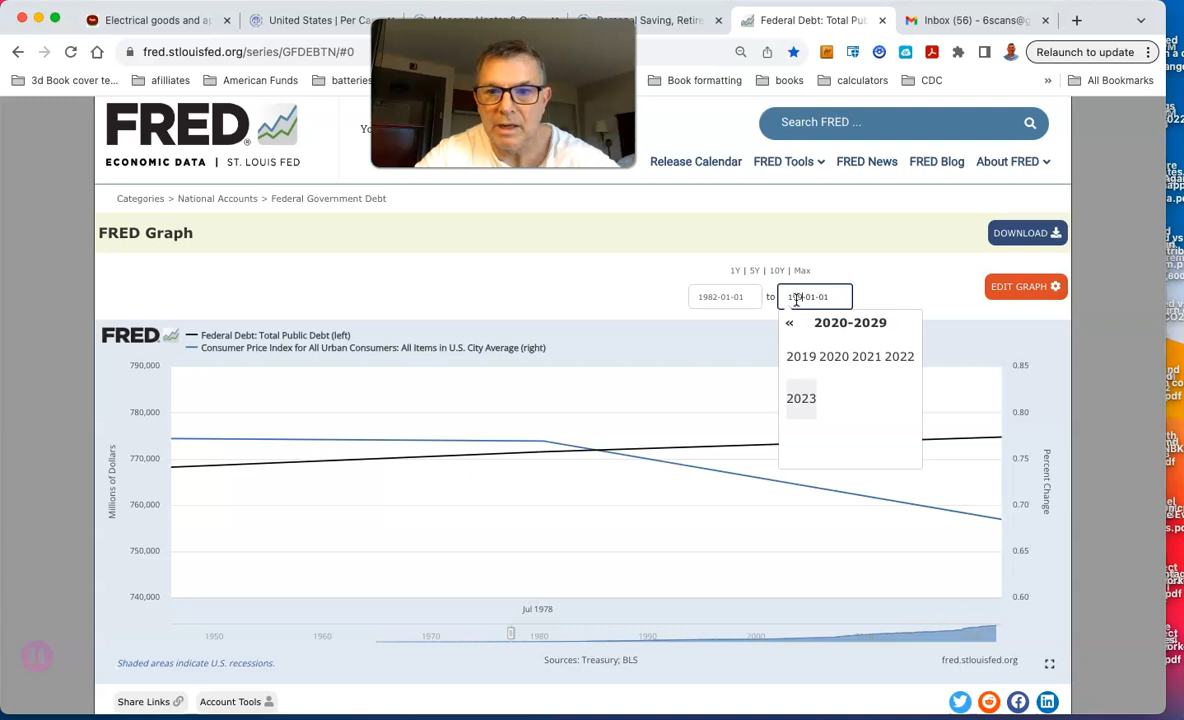 Electrical goods and ap
United States | Per Ca
Personal Saving, Retire
Federal Debt: Total Pub
Inbox (56) - 6scans@g
fred.stlouisfed.org/series/GFDEBTN/#0
Relaunch to update
3d Book cover te...
afiliates
American Funds
batteries
Book formatting
books
calculators
CDC
»
All Bookmarks
FRED
ECONOMIC DATA | ST. LOUIS FED
Yo
Search FRED ...
Release Calendar
FRED Tools
FRED News
FRED Blog
About FRED
Categories > National Accounts > Federal Government Debt
FRED Graph
DOWNLOAD
1Y | 5Y | 10Y | Max
1982-01-01 to
-01-01
EDIT GRAPH
« 2020-2029
2019 2020 2021 2022
2023
FRED
Federal Debt: Total Public Debt (left)
Consumer Price Index for All Urban Consumers: All Items in U.S. City Average (right)
790,000
780,000
770,000
760,000
750,000
740,000
Millions of Dollars
0.85
0.80
0.75
0.70
0.65
0.60
Percent Change
Jul 1978
1950 1960 1970 1980 1990 2000
Shaded areas indicate U.S. recessions.
Sources: Treasury; BLS
fred.stlouisfed.org
Share Links
Account Tools